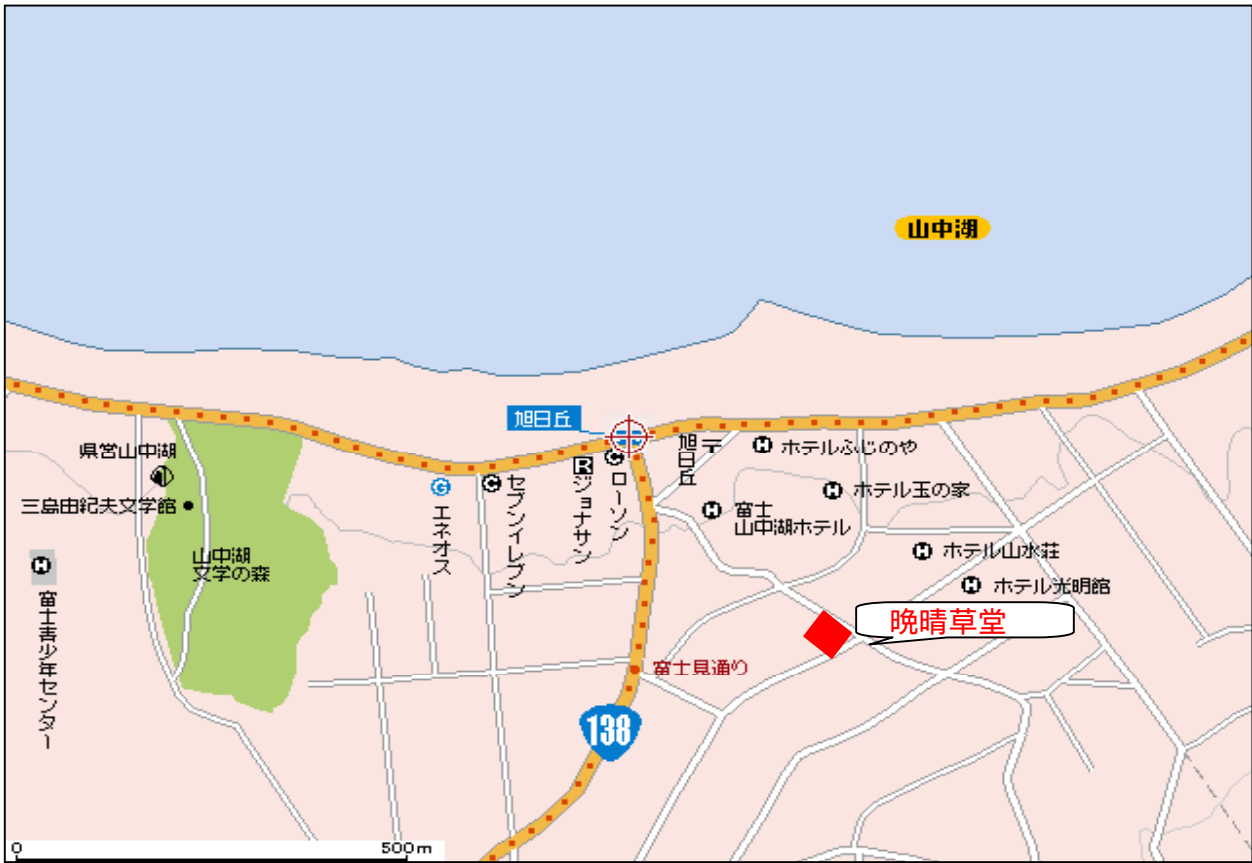 山中湖
旭日丘
県営山中湖
三島由紀夫文学館
山中湖
文学の森
富士青少年センター
エネオス
セブンイレブン
ジョナサン
ローソン
旭日丘
ホテルふじのや
ホテル玉の家
富士
山中湖ホテル
ホテル山水荘
ホテル光明館
晩晴草堂
富士見通り
138
0 500m